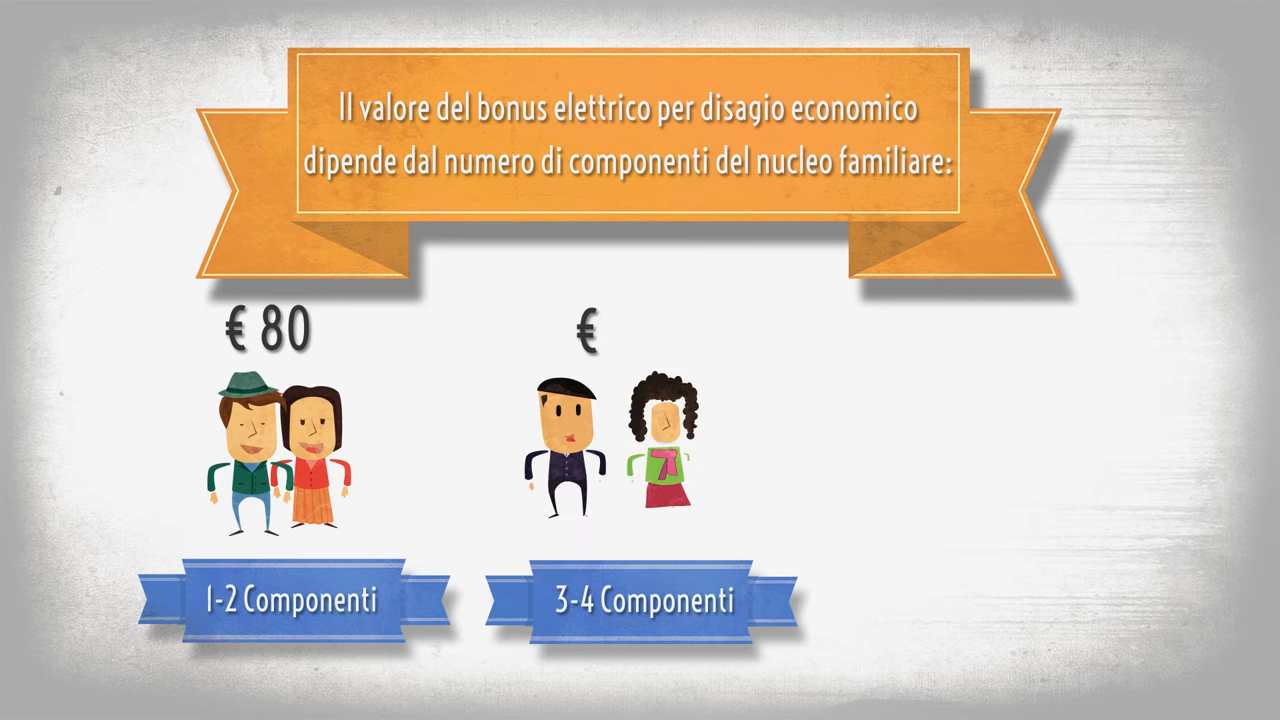 Il valore del bonus elettrico per disagio economico
dipende dal numero di componenti del nucleo familiare:
€ 80
€
1-2 Componenti
3-4 Componenti